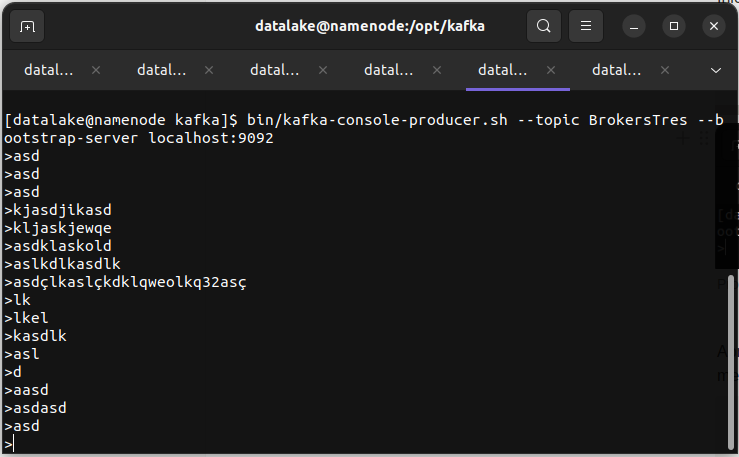 datalake@namenode:/opt/kafka
datal... datal... datal... datal... datal... datal...
[datalake@namenode kafka]$ bin/kafka-console-producer.sh --topic BrokersTres --b
ootstrap-server localhost:9092
>asd
>asd
>asd
>kjasdjikasd
>kljaskjewqe
>asdklaskold
>aslkdlkasdlk
>asdçlkaslçkdklqweolkq32asç
>lk
>lkel
>kasdlk
>asl
>d
>aasd
>asdasd
>asd
>